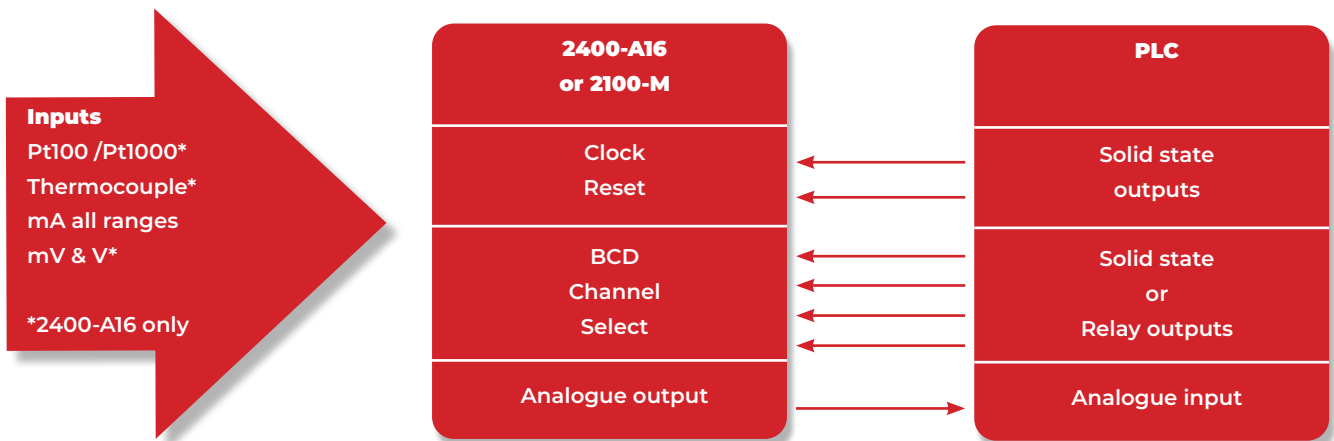 Inputs
Pt100 /Pt1000*
Thermocouple*
mA all ranges
mV & V*
*2400-A16 only
2400-A16
or 2100-M
Clock
Reset
BCD
Channel
Select
Analogue output
PLC
Solid state
outputs
Solid state
or
Relay outputs
Analogue input